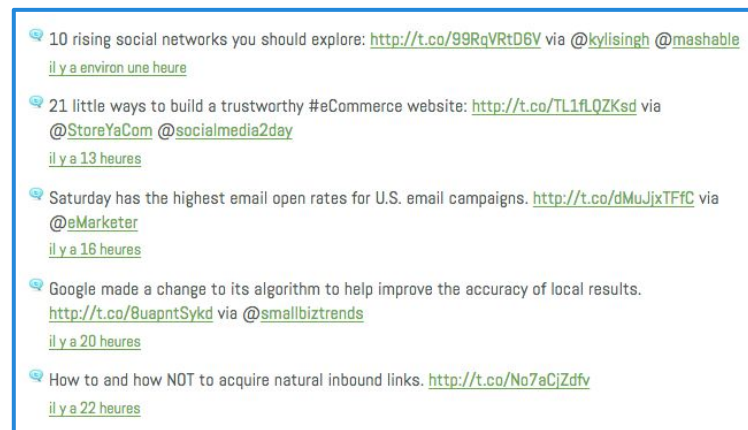 10 rising social networks you should explore: http://t.co/99RqVRtD6V via @kylisingh @mashable
il y a environ une heure
21 little ways to build a trustworthy #eCommerce website: http://t.co/TL1fLQZKsd via
@StoreYaCom @socialmedia2day
il y a 13 heures
Saturday has the highest email open rates for U.S. email campaigns. http://t.co/dMuJjxTFfC via
@eMarketer
il y a 16 heures
Google made a change to its algorithm to help improve the accuracy of local results.
http://t.co/8uapntSykd via @smallbiztrends
il y a 20 heures
How to and how NOT to acquire natural inbound links. http://t.co/No7aCjZdfv
il y a 22 heures